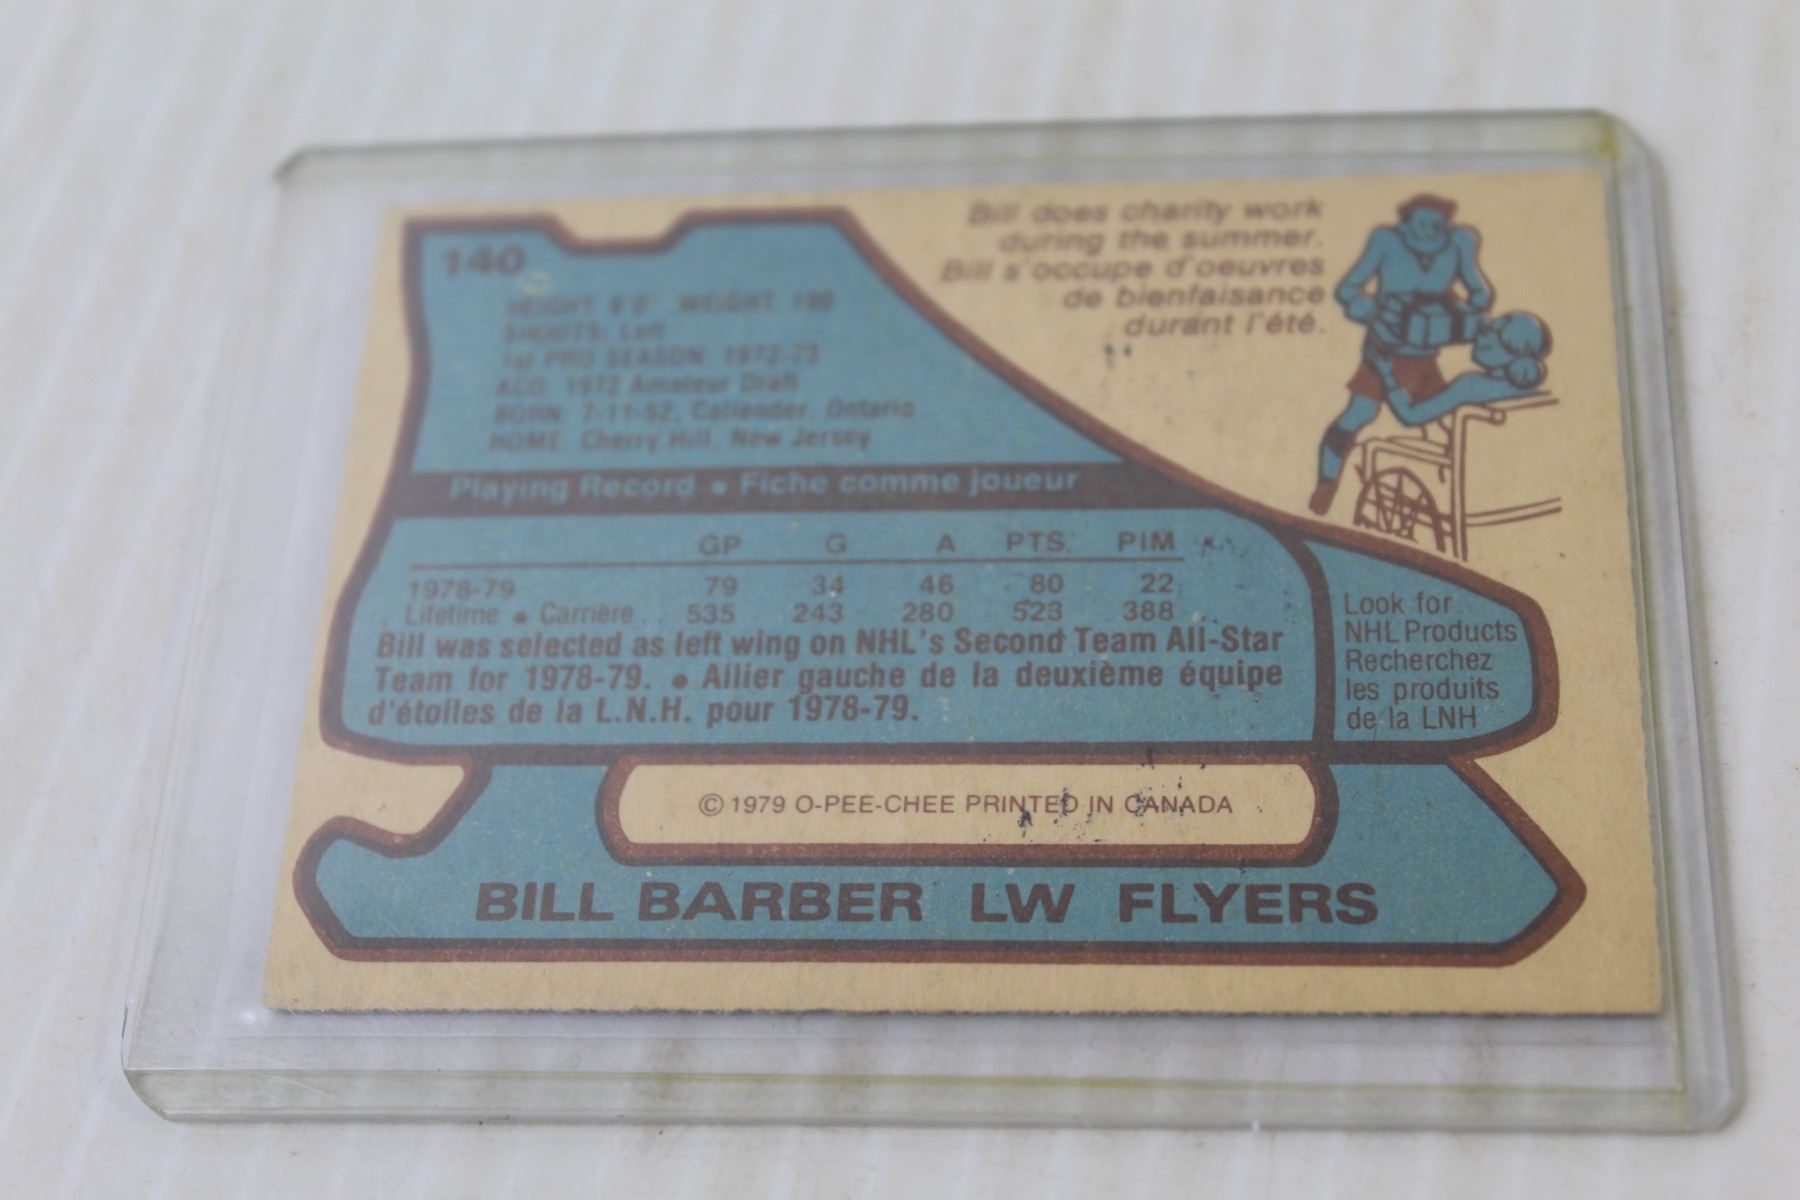 140
HEIGHT 6'0" WEIGHT 190
SHOOTS: Left
1st PRO SEASON: 1972-73
ACQ: 1972 Amateur Draft
BORN: 7-11-52, Callender, Ontario
HOME: Cherry Hill, New Jersey
Bill does charity work
during the summer.
Bill s'occupe d'oeuvres
de bienfaisance
durant l'été.
Playing Record • Fiche comme joueur
GP G A PTS PIM
1978-79 79 34 46 80 22
Lifetime • Carrière 535 243 280 523 388
Bill was selected as left wing on NHL's Second Team All-Star
Team for 1978-79. • Ailier gauche de la deuxième équipe
d'étoiles de la L.N.H. pour 1978-79.
Look for
NHL Products
Recherchez
les produits
de la LNH
© 1979 O-PEE-CHEE PRINTED IN CANADA
BILL BARBER LW FLYERS